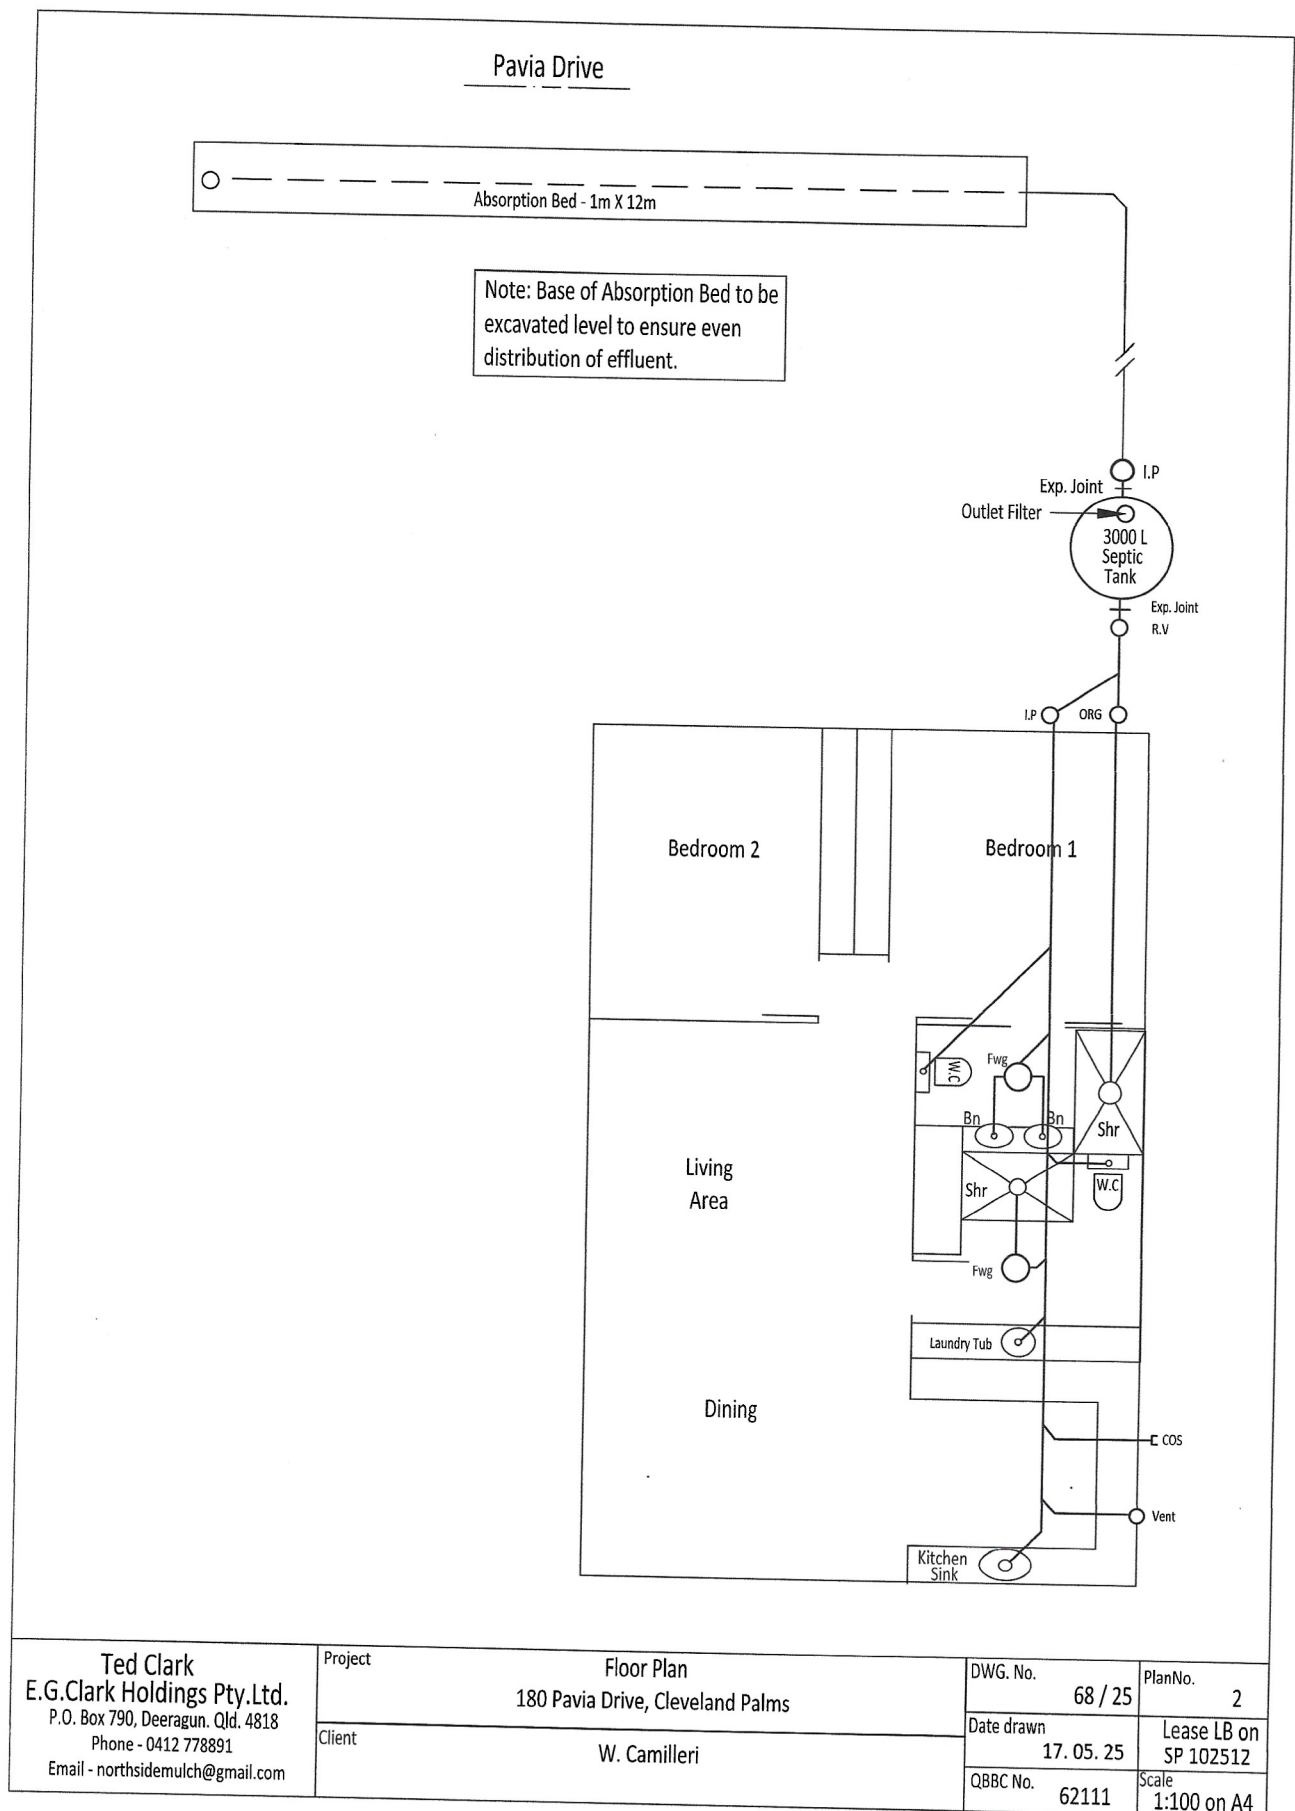 Pavia Drive
Absorption Bed - 1m X 12m
Note: Base of Absorption Bed to be
excavated level to ensure even
distribution of effluent.
I.P
Exp. Joint
Outlet Filter
3000 L
Septic
Tank
Exp. Joint
R.V
I.P
ORG
Bedroom 2
Bedroom 1
Fwg
W.C
Bn
Bn
Shr
Living
Area
Shr
W.C
Fwg
Laundry Tub
Dining
COS
Vent
Kitchen
Sink
Ted Clark
E.G.Clark Holdings Pty.Ltd.
P.O. Box 790, Deeragun. Qld. 4818
Phone - 0412 778891
Email - northsidemulch@gmail.com
Project
Floor Plan
180 Pavia Drive, Cleveland Palms
Client
W. Camilleri
DWG. No.
68 / 25
PlanNo.
2
Date drawn
17. 05. 25
Lease LB on
SP 102512
QBBC No.
62111
Scale
1:100 on A4